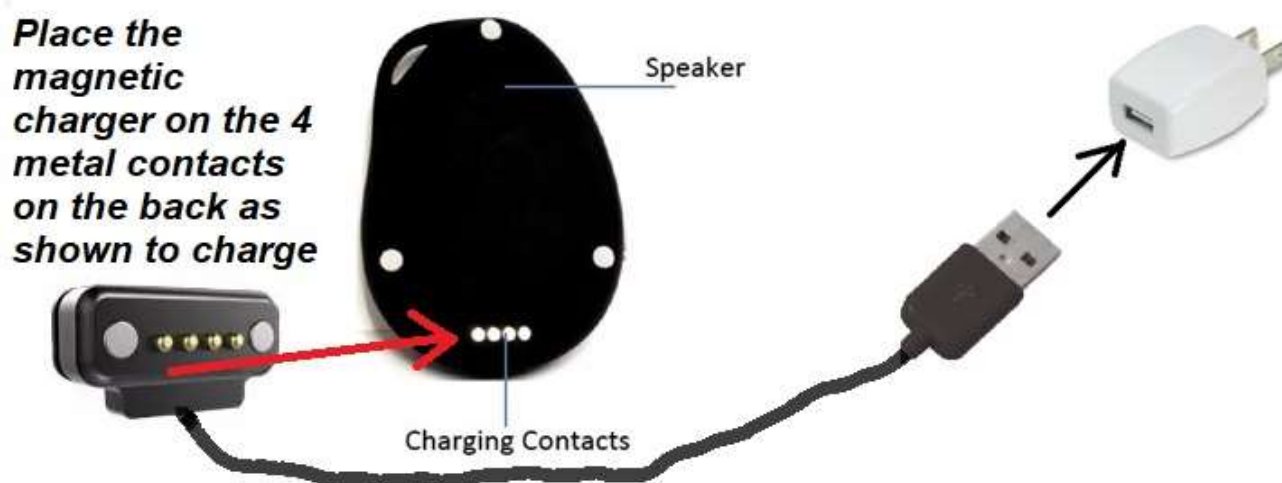 Place the
magnetic
charger on the 4
metal contacts
on the back as
shown to charge
Speaker
Charging Contacts